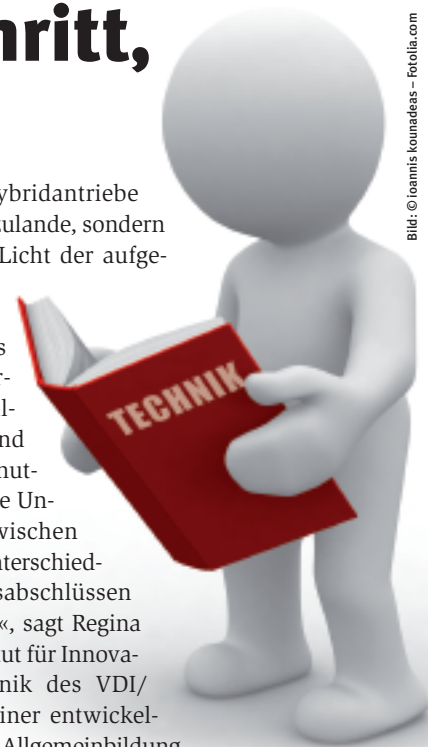 hritt,
ybridantriebe
zulande, sondern
Licht der aufge-
s
r-
l-
nd
nut-
e Un-
wischen
nterschied-
sabschlüssen
«, sagt Regina
ut für Innova-
nik des VDI/
iner entwickel-
Allgemeinbildung
TECHNIK
Bild: © ioannis kounadeas – Fotolia.com